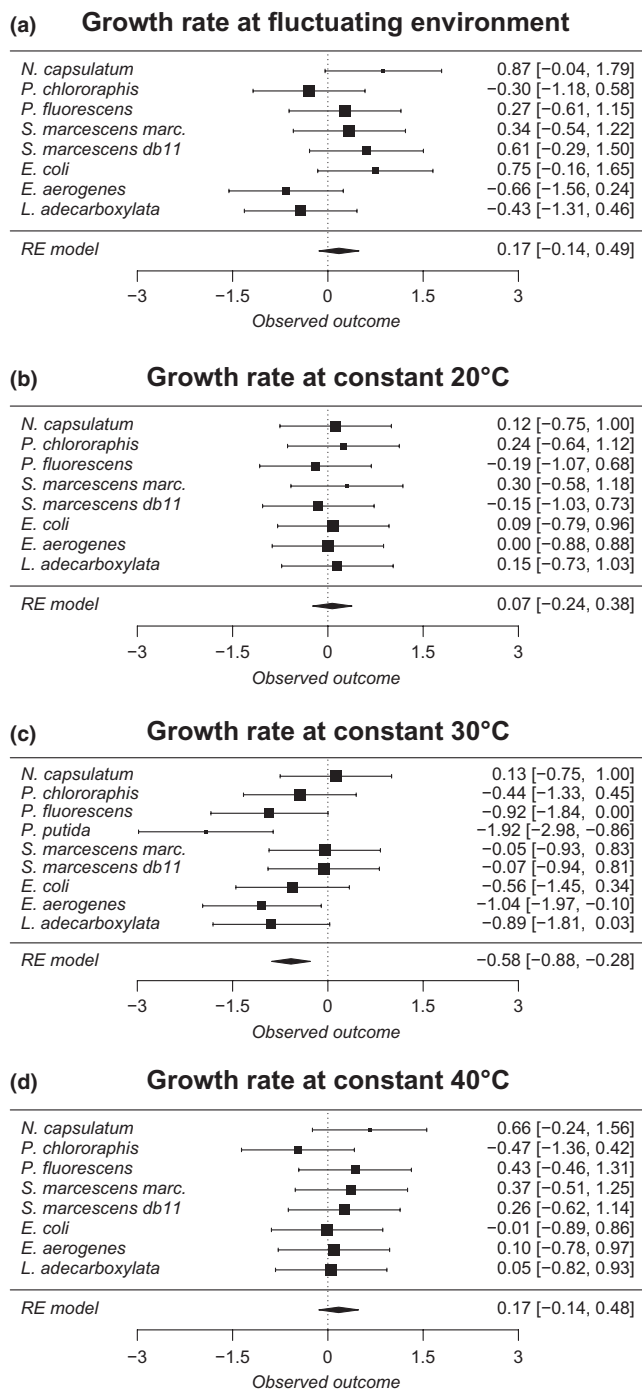 (a) Growth rate at fluctuating environment
N. capsulatum 0.87 [−0.04, 1.79]
P. chlororaphis −0.30 [−1.18, 0.58]
P. fluorescens 0.27 [−0.61, 1.15]
S. marcescens marc. 0.34 [−0.54, 1.22]
S. marcescens db11 0.61 [−0.29, 1.50]
E. coli 0.75 [−0.16, 1.65]
E. aerogenes −0.66 [−1.56, 0.24]
L. adecarboxylata −0.43 [−1.31, 0.46]
RE model 0.17 [−0.14, 0.49]
−3 −1.5 0 1.5 3
Observed outcome
(b) Growth rate at constant 20°C
N. capsulatum 0.12 [−0.75, 1.00]
P. chlororaphis 0.24 [−0.64, 1.12]
P. fluorescens −0.19 [−1.07, 0.68]
S. marcescens marc. 0.30 [−0.58, 1.18]
S. marcescens db11 −0.15 [−1.03, 0.73]
E. coli 0.09 [−0.79, 0.96]
E. aerogenes 0.00 [−0.88, 0.88]
L. adecarboxylata 0.15 [−0.73, 1.03]
RE model 0.07 [−0.24, 0.38]
−3 −1.5 0 1.5 3
Observed outcome
(c) Growth rate at constant 30°C
N. capsulatum 0.13 [−0.75, 1.00]
P. chlororaphis −0.44 [−1.33, 0.45]
P. fluorescens −0.92 [−1.84, 0.00]
P. putida −1.92 [−2.98, −0.86]
S. marcescens marc. −0.05 [−0.93, 0.83]
S. marcescens db11 −0.07 [−0.94, 0.81]
E. coli −0.56 [−1.45, 0.34]
E. aerogenes −1.04 [−1.97, −0.10]
L. adecarboxylata −0.89 [−1.81, 0.03]
RE model −0.58 [−0.88, −0.28]
−3 −1.5 0 1.5 3
Observed outcome
(d) Growth rate at constant 40°C
N. capsulatum 0.66 [−0.24, 1.56]
P. chlororaphis −0.47 [−1.36, 0.42]
P. fluorescens 0.43 [−0.46, 1.31]
S. marcescens marc. 0.37 [−0.51, 1.25]
S. marcescens db11 0.26 [−0.62, 1.14]
E. coli −0.01 [−0.89, 0.86]
E. aerogenes 0.10 [−0.78, 0.97]
L. adecarboxylata 0.05 [−0.82, 0.93]
RE model 0.17 [−0.14, 0.48]
−3 −1.5 0 1.5 3
Observed outcome